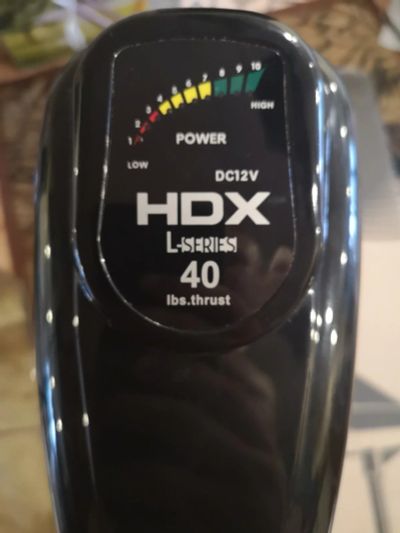 1 2 3 4 5 6 7 8 9 10
LOW HIGH
POWER
DC12V
HDX
L-SERIES
40
lbs.thrust